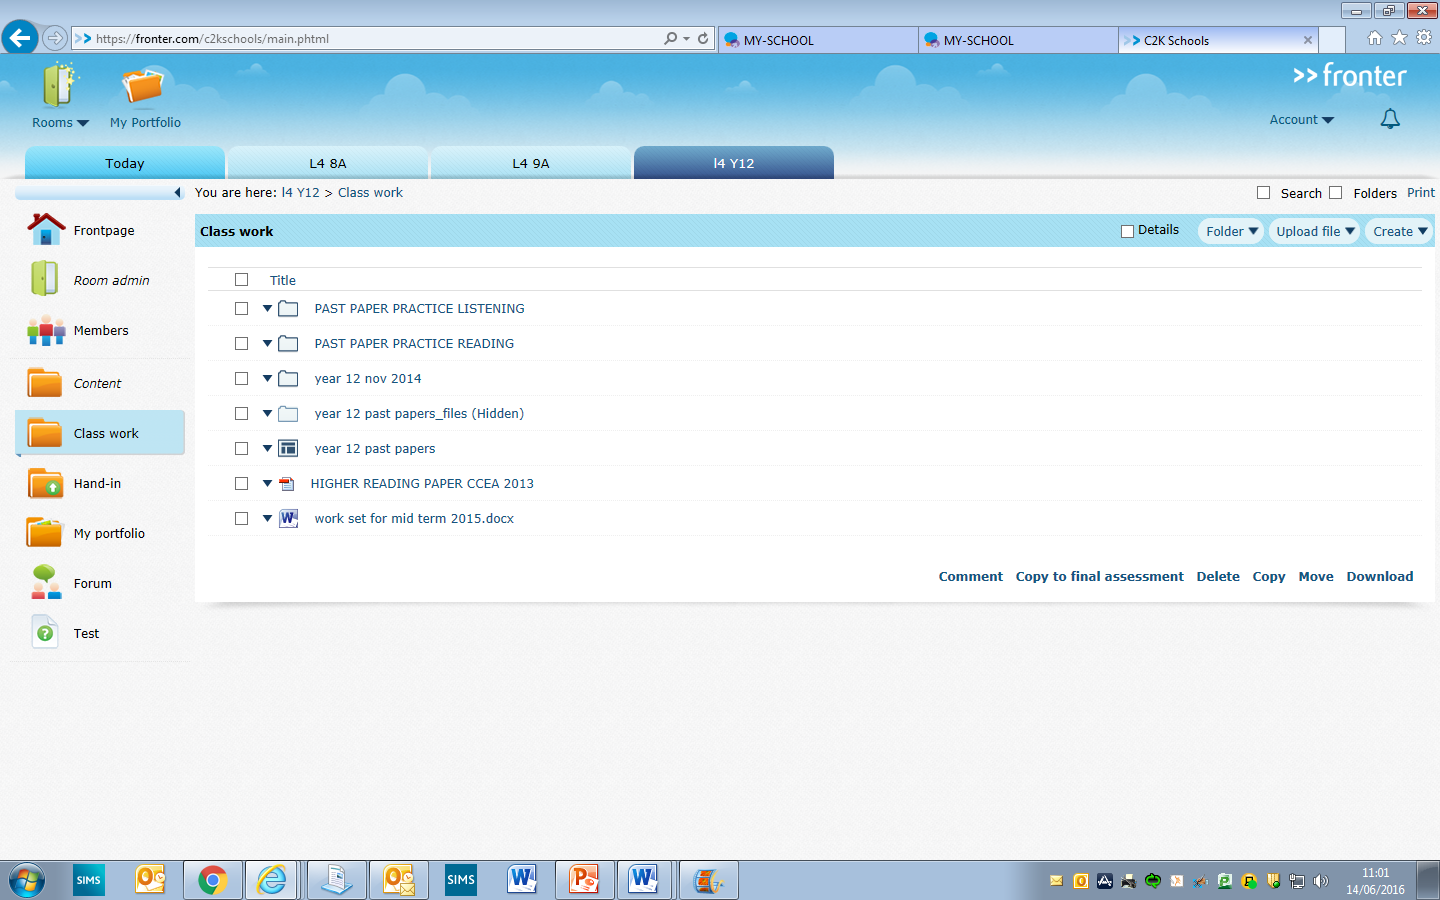 https://fronter.com/c2kschools/main.phtml
MY-SCHOOL
MY-SCHOOL
C2K Schools
fronter
Rooms
My Portfolio
Account
Today
L4 8A
L4 9A
l4 Y12
You are here: l4 Y12 > Class work
Search
Folders
Print
Class work
Details
Folder
Upload file
Create
Frontpage
Room admin
Members
Content
Class work
Hand-in
My portfolio
Forum
Test
Title
PAST PAPER PRACTICE LISTENING
PAST PAPER PRACTICE READING
year 12 nov 2014
year 12 past papers_files (Hidden)
year 12 past papers
HIGHER READING PAPER CCEA 2013
work set for mid term 2015.docx
Comment
Copy to final assessment
Delete
Copy
Move
Download
SIMS
SIMS
11:01
14/06/2016